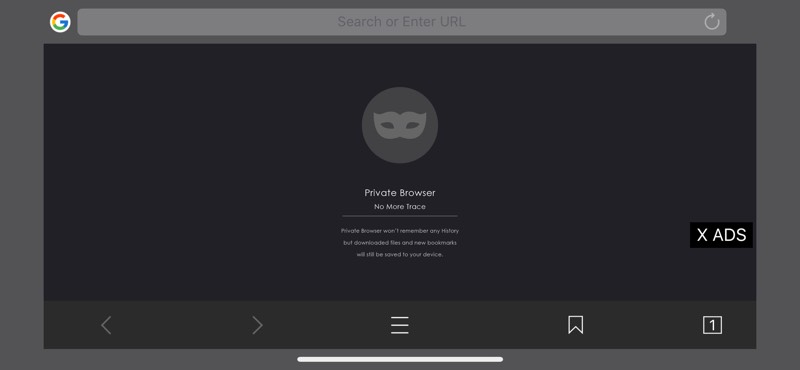 Search or Enter URL
Private Browser
No More Trace
Private Browser won't remember any History
but downloaded files and new bookmarks
will still be saved to your device.
X ADS
1